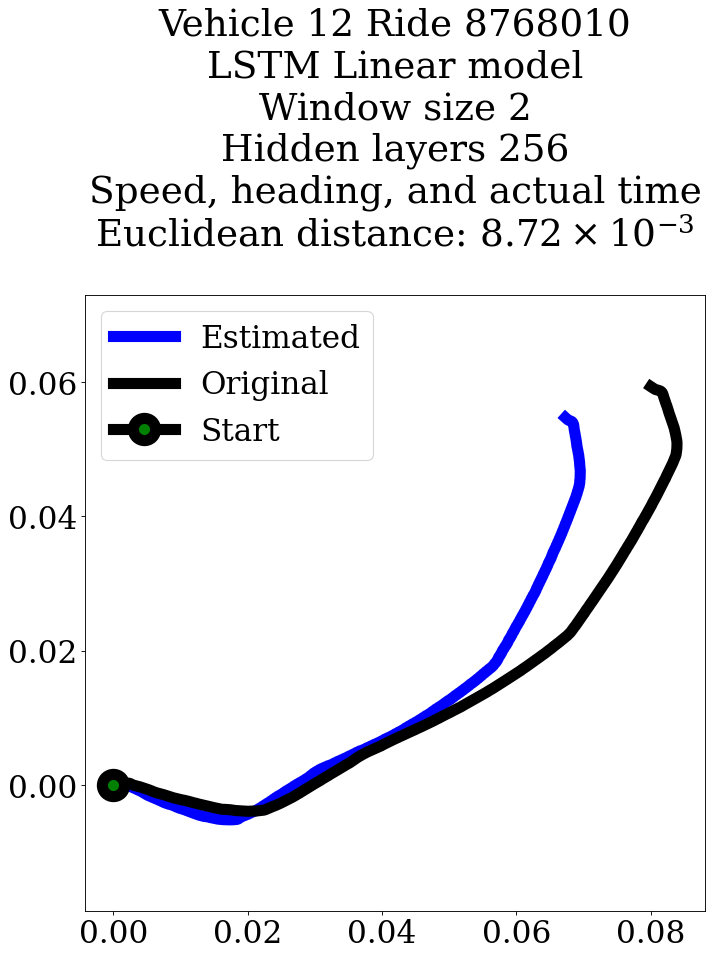 Vehicle 12 Ride 8768010
LSTM Linear model
Window size 2
Hidden layers 256
Speed, heading, and actual time
Euclidean distance: 8.72 × 10⁻³
Estimated
Original
Start
0.06
0.04
0.02
0.00
0.00 0.02 0.04 0.06 0.08